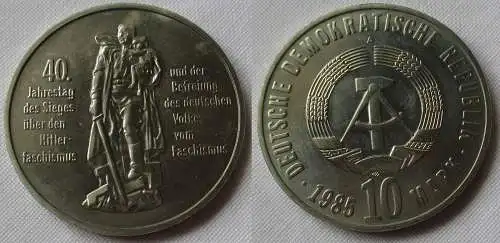 40.
Jahrestag
des Sieges
über den
Hitler-
faschismus
und der
Befreiung
des deutschen
Volkes
vom
Faschismus
DEUTSCHE DEMOKRATISCHE REPUBLIK
· 1985 10 MARK ·
A